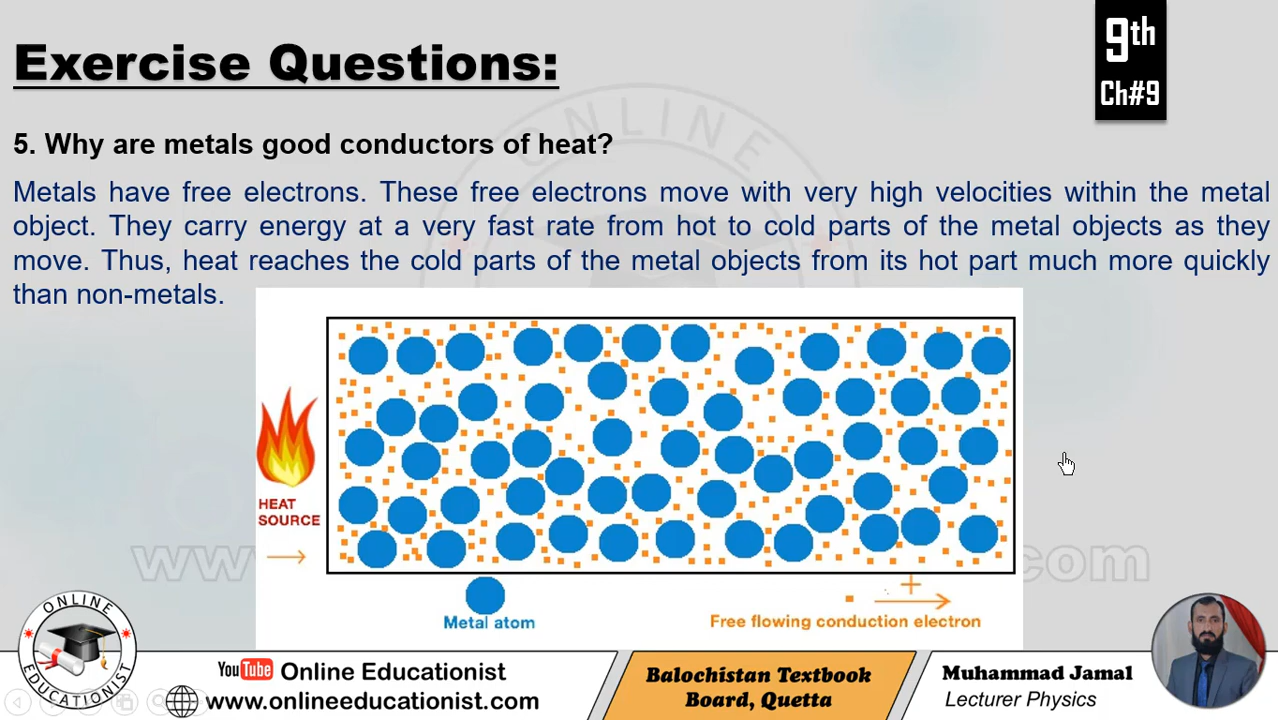 Exercise Questions:
9th
Ch#9
5. Why are metals good conductors of heat?
Metals have free electrons. These free electrons move with very high velocities within the metal
object. They carry energy at a very fast rate from hot to cold parts of the metal objects as they
move. Thus, heat reaches the cold parts of the metal objects from its hot part much more quickly
than non-metals.
HEAT
SOURCE
Metal atom
Free flowing conduction electron
ONLINE
EDUCATIONIST
YouTube Online Educationist
www.onlineeducationist.com
Balochistan Textbook
Board, Quetta
Muhammad Jamal
Lecturer Physics
ONLINE